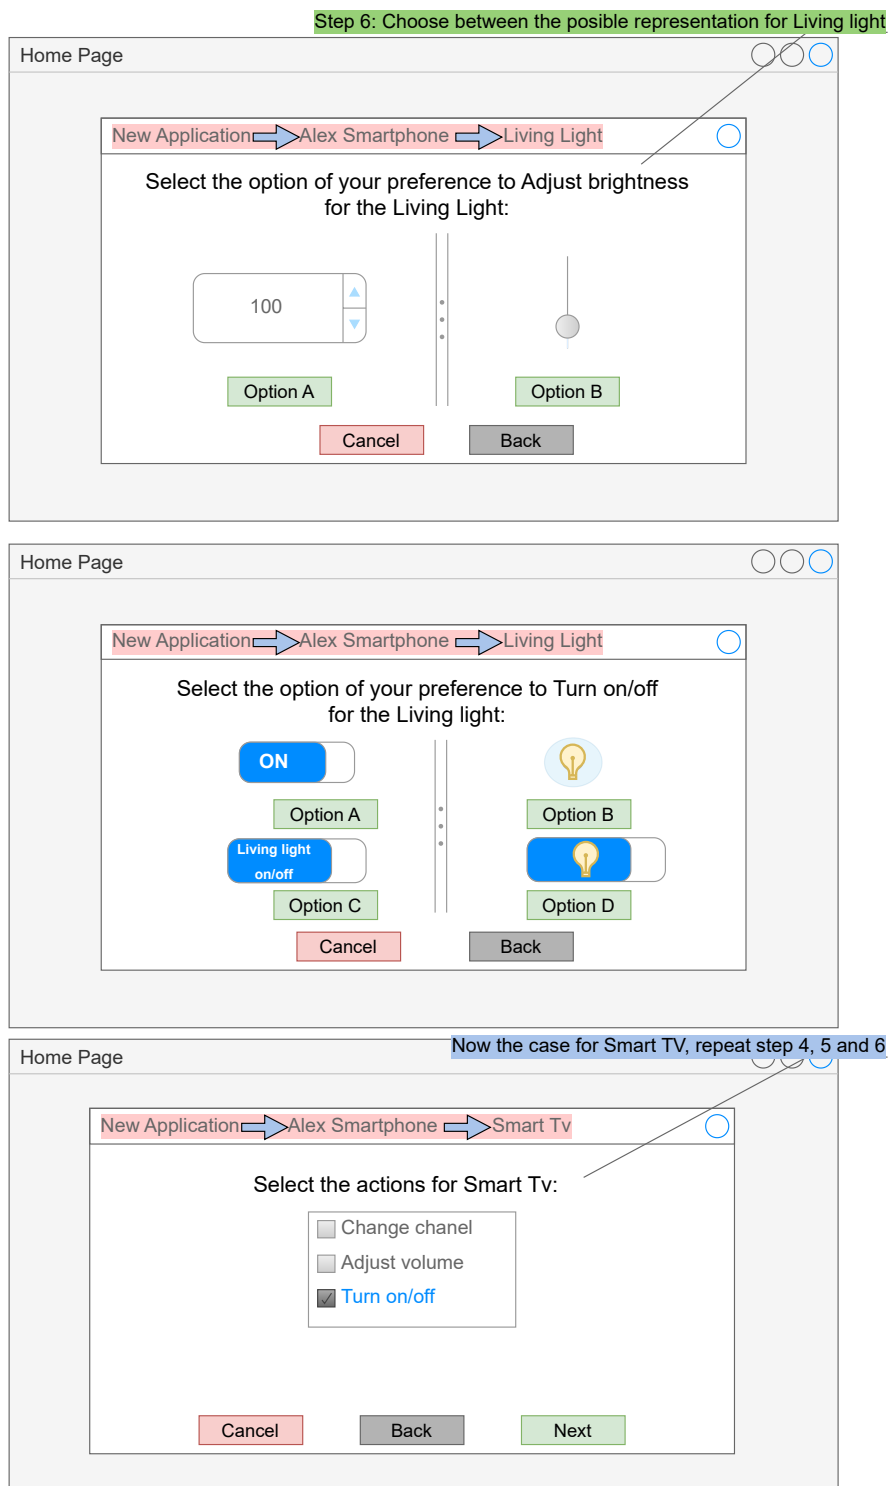 Step 6: Choose between the posible representation for Living light
Home Page
New Application Alex Smartphone Living Light
Select the option of your preference to Adjust brightness
for the Living Light:
100
Option A Option B
Cancel Back
Home Page
New Application Alex Smartphone Living Light
Select the option of your preference to Turn on/off
for the Living light:
ON
Option A Option B
Living light
on/off
Option C Option D
Cancel Back
Now the case for Smart TV, repeat step 4, 5 and 6
Home Page
New Application Alex Smartphone Smart Tv
Select the actions for Smart Tv:
Change chanel
Adjust volume
Turn on/off
Cancel Back Next